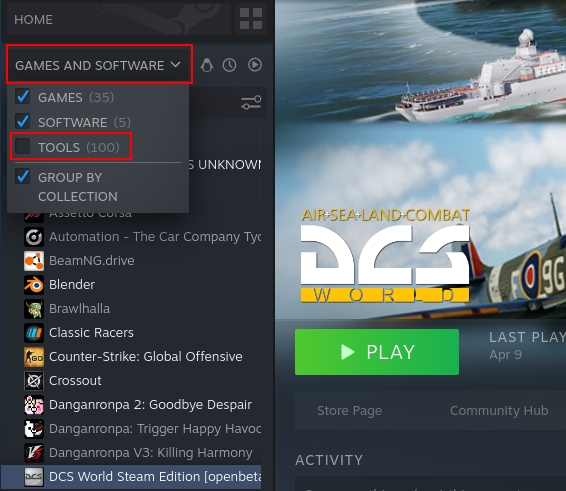 HOME
GAMES AND SOFTWARE
GAMES (35)
SOFTWARE (5)
TOOLS (100)
UNKNOWN
GROUP BY
COLLECTION
Assetto Corsa
Automation - The Car Company Tyc
BeamNG.drive
Blender
Brawlhalla
Classic Racers
Counter-Strike: Global Offensive
Crossout
Danganronpa 2: Goodbye Despair
Danganronpa: Trigger Happy Havoc
Danganronpa V3: Killing Harmony
DCS World Steam Edition [openbeta
AIR·SEA·LAND·COMBAT
DCS
WORLD
9G
PLAY
LAST PLAY
Apr 9
Store Page
Community Hub
ACTIVITY